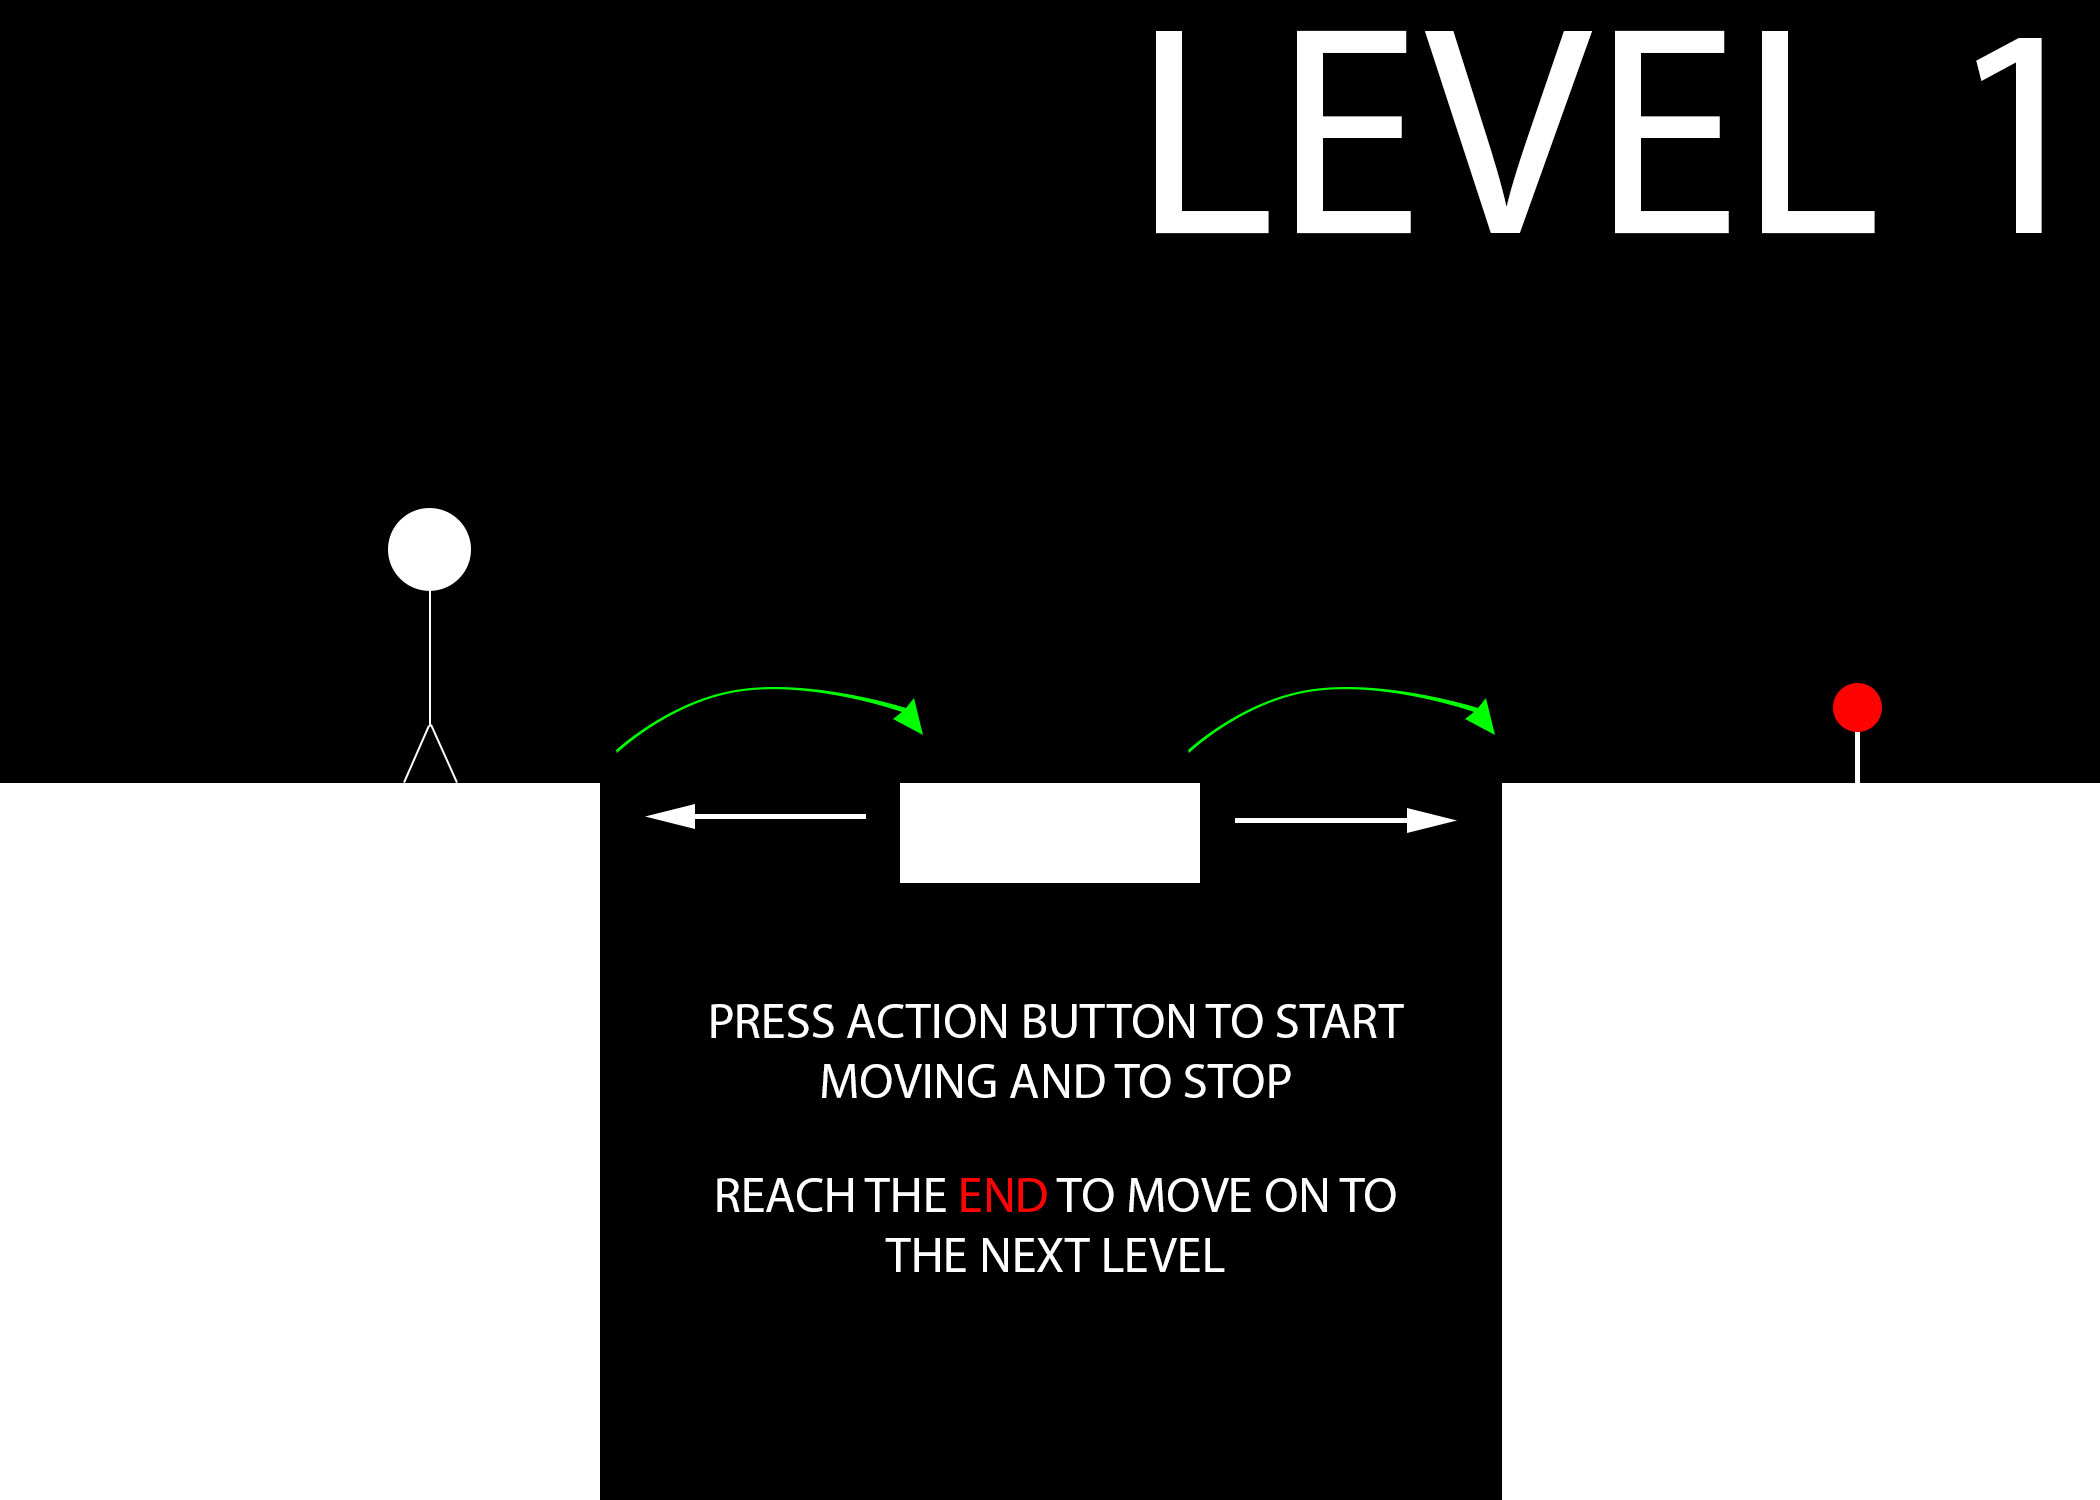 LEVEL 1
PRESS ACTION BUTTON TO START
MOVING AND TO STOP
REACH THE END TO MOVE ON TO
THE NEXT LEVEL